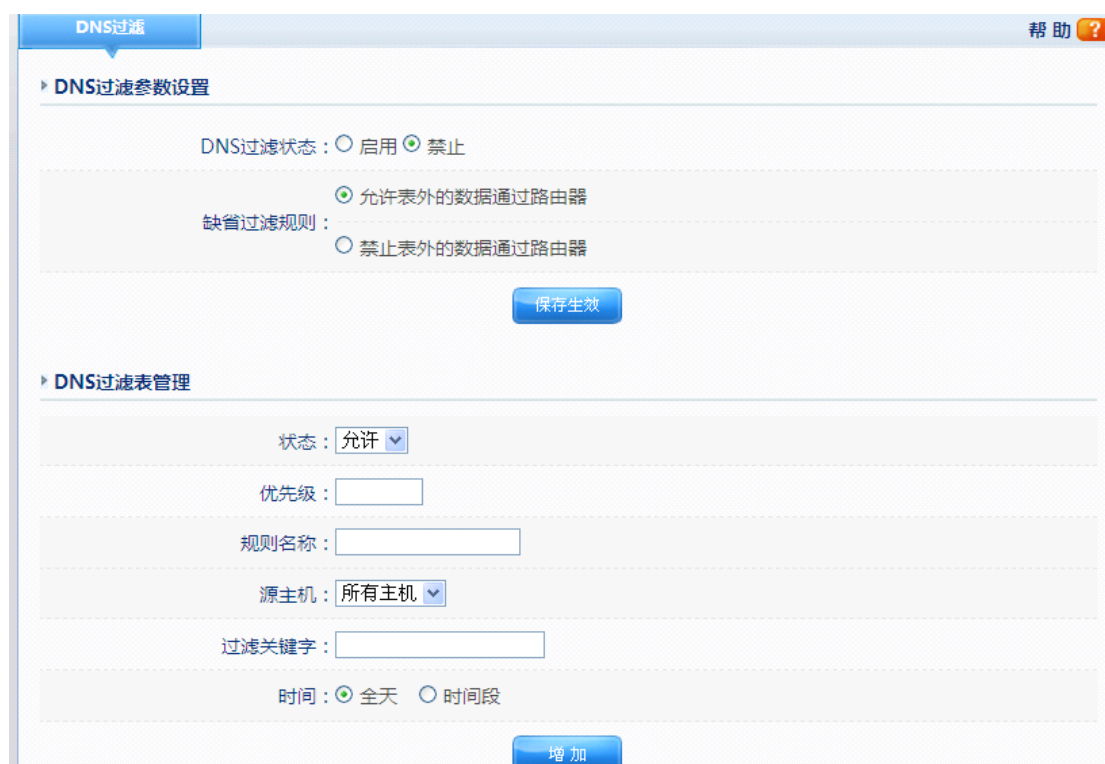 DNS过滤
帮 助 ?
DNS过滤参数设置
DNS过滤状态： 启用 禁止
允许表外的数据通过路由器
缺省过滤规则：
禁止表外的数据通过路由器
保存生效
DNS过滤表管理
状态： 允许
优先级：
规则名称：
源主机： 所有主机
过滤关键字：
时间： 全天 时间段
增 加